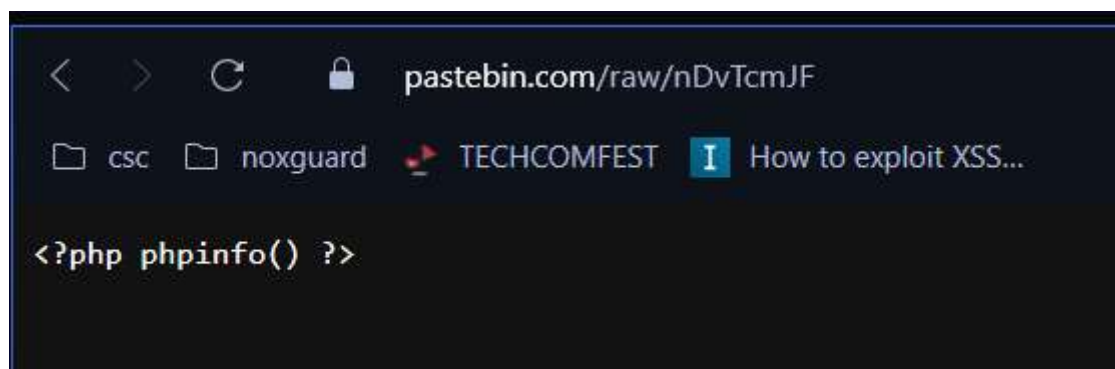 pastebin.com/raw/nDvTcmJF
csc noxguard TECHCOMFEST I How to exploit XSS...
<?php phpinfo() ?>